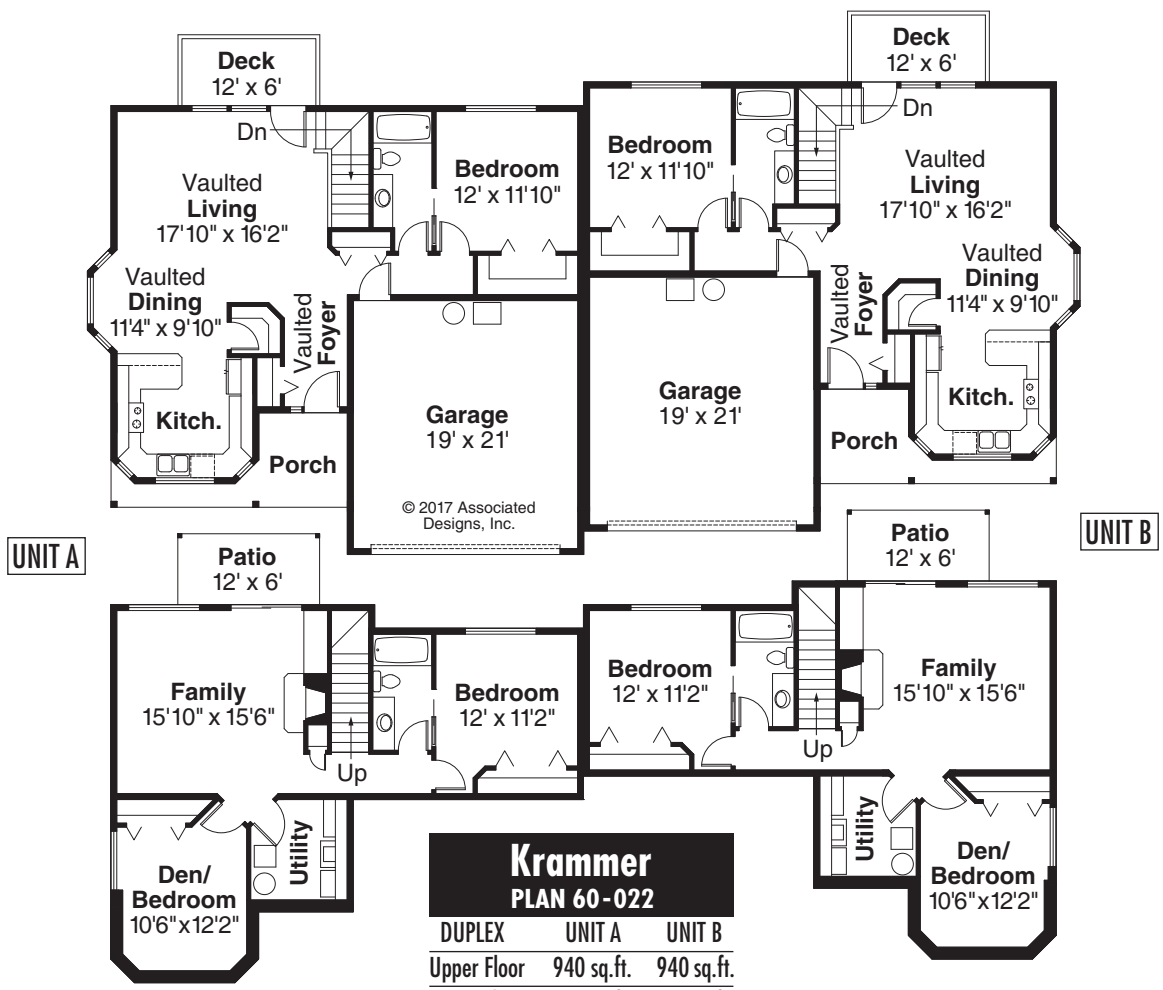 Deck
12' x 6'
Dn
Vaulted
Living
17'10" x 16'2"
Bedroom
12' x 11'10"
Vaulted
Dining
11'4" x 9'10"
Vaulted
Foyer
Kitch.
Porch
Garage
19' x 21'
© 2017 Associated
Designs, Inc.
Deck
12' x 6'
Dn
Bedroom
12' x 11'10"
Vaulted
Living
17'10" x 16'2"
Vaulted
Dining
11'4" x 9'10"
Vaulted
Foyer
Garage
19' x 21'
Kitch.
Porch
UNIT A
UNIT B
Patio
12' x 6'
Family
15'10" x 15'6"
Bedroom
12' x 11'2"
Up
Utility
Den/
Bedroom
10'6"x12'2"
Patio
12' x 6'
Bedroom
12' x 11'2"
Family
15'10" x 15'6"
Up
Utility
Den/
Bedroom
10'6"x12'2"
Krammer
PLAN 60-022
DUPLEX UNIT A UNIT B
Upper Floor 940 sq.ft. 940 sq.ft.